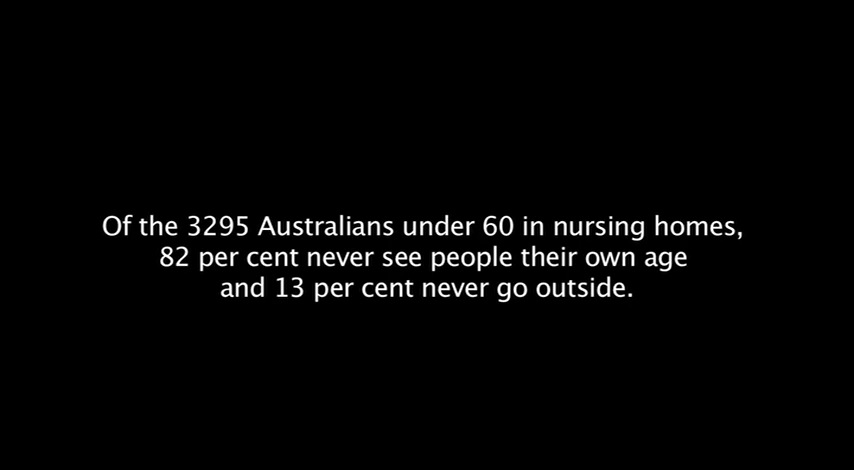 Of the 3295 Australians under 60 in nursing homes,
82 per cent never see people their own age
and 13 per cent never go outside.